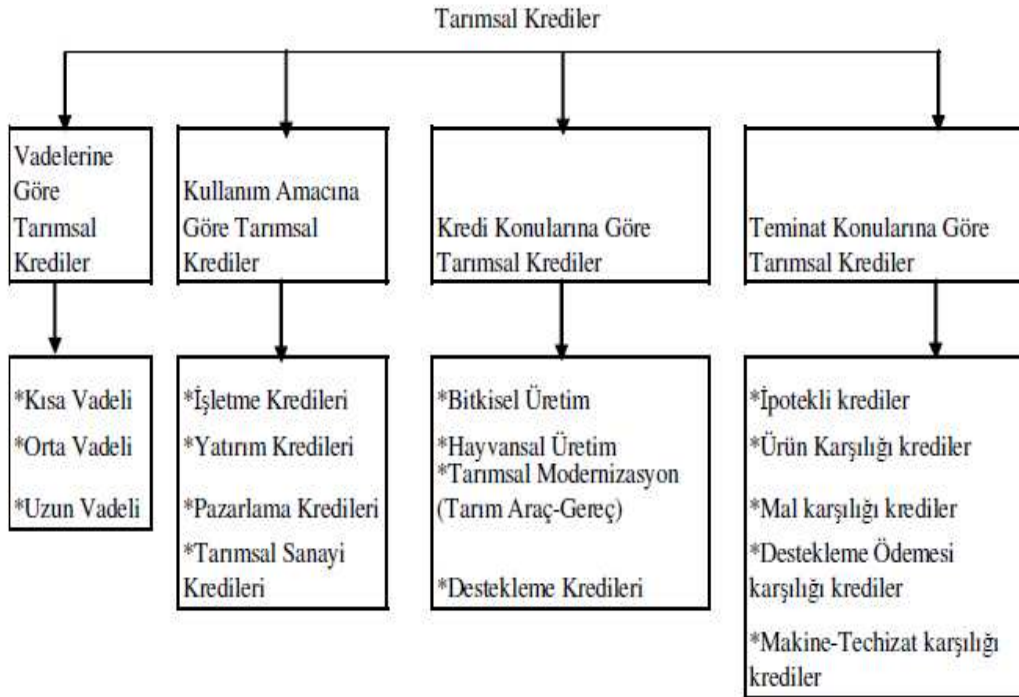 Tarımsal Krediler
Vadelerine
Göre
Tarımsal
Krediler
Kullanım Amacına
Göre Tarımsal
Krediler
Kredi Konularına Göre
Tarımsal Krediler
Teminat Konularına Göre
Tarımsal Krediler
*Kısa Vadeli
*Orta Vadeli
*Uzun Vadeli
*İşletme Kredileri
*Yatırım Kredileri
*Pazarlama Kredileri
*Tarımsal Sanayi
Kredileri
*Bitkisel Üretim
*Hayvansal Üretim
*Tarımsal Modernizasyon
(Tarım Araç-Gereç)
*Destekleme Kredileri
*İpotekli krediler
*Ürün Karşılığı krediler
*Mal karşılığı krediler
*Destekleme Ödemesi
karşılığı krediler
*Makine-Techizat karşılığı
krediler